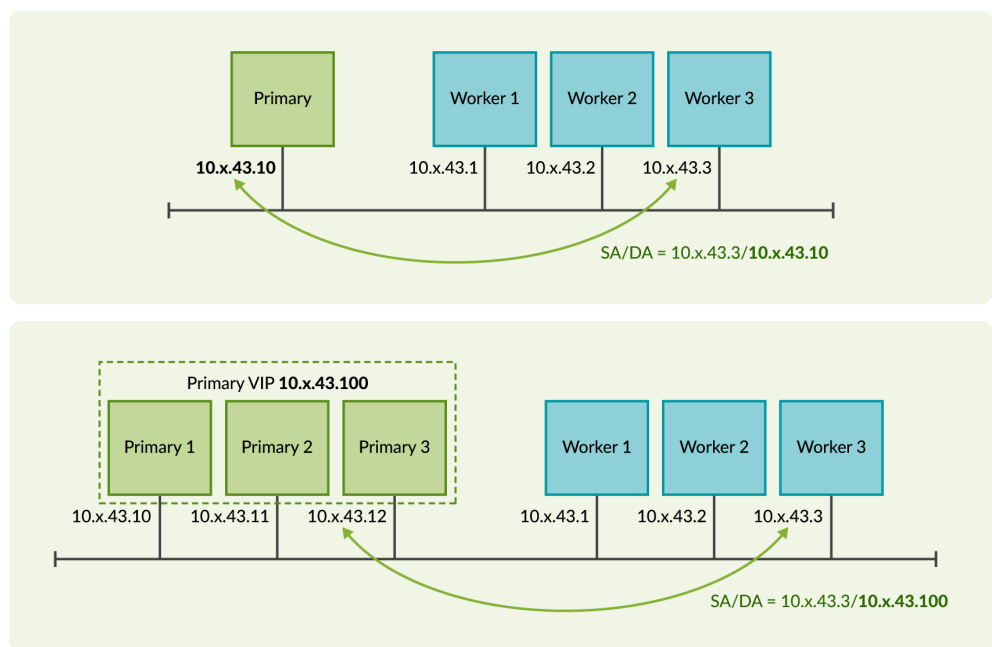 Primary
Worker 1
Worker 2
Worker 3
10.x.43.10
10.x.43.1
10.x.43.2
10.x.43.3
SA/DA = 10.x.43.3/10.x.43.10
Primary VIP 10.x.43.100
Primary 1
Primary 2
Primary 3
Worker 1
Worker 2
Worker 3
10.x.43.10
10.x.43.11
10.x.43.12
10.x.43.1
10.x.43.2
10.x.43.3
SA/DA = 10.x.43.3/10.x.43.100